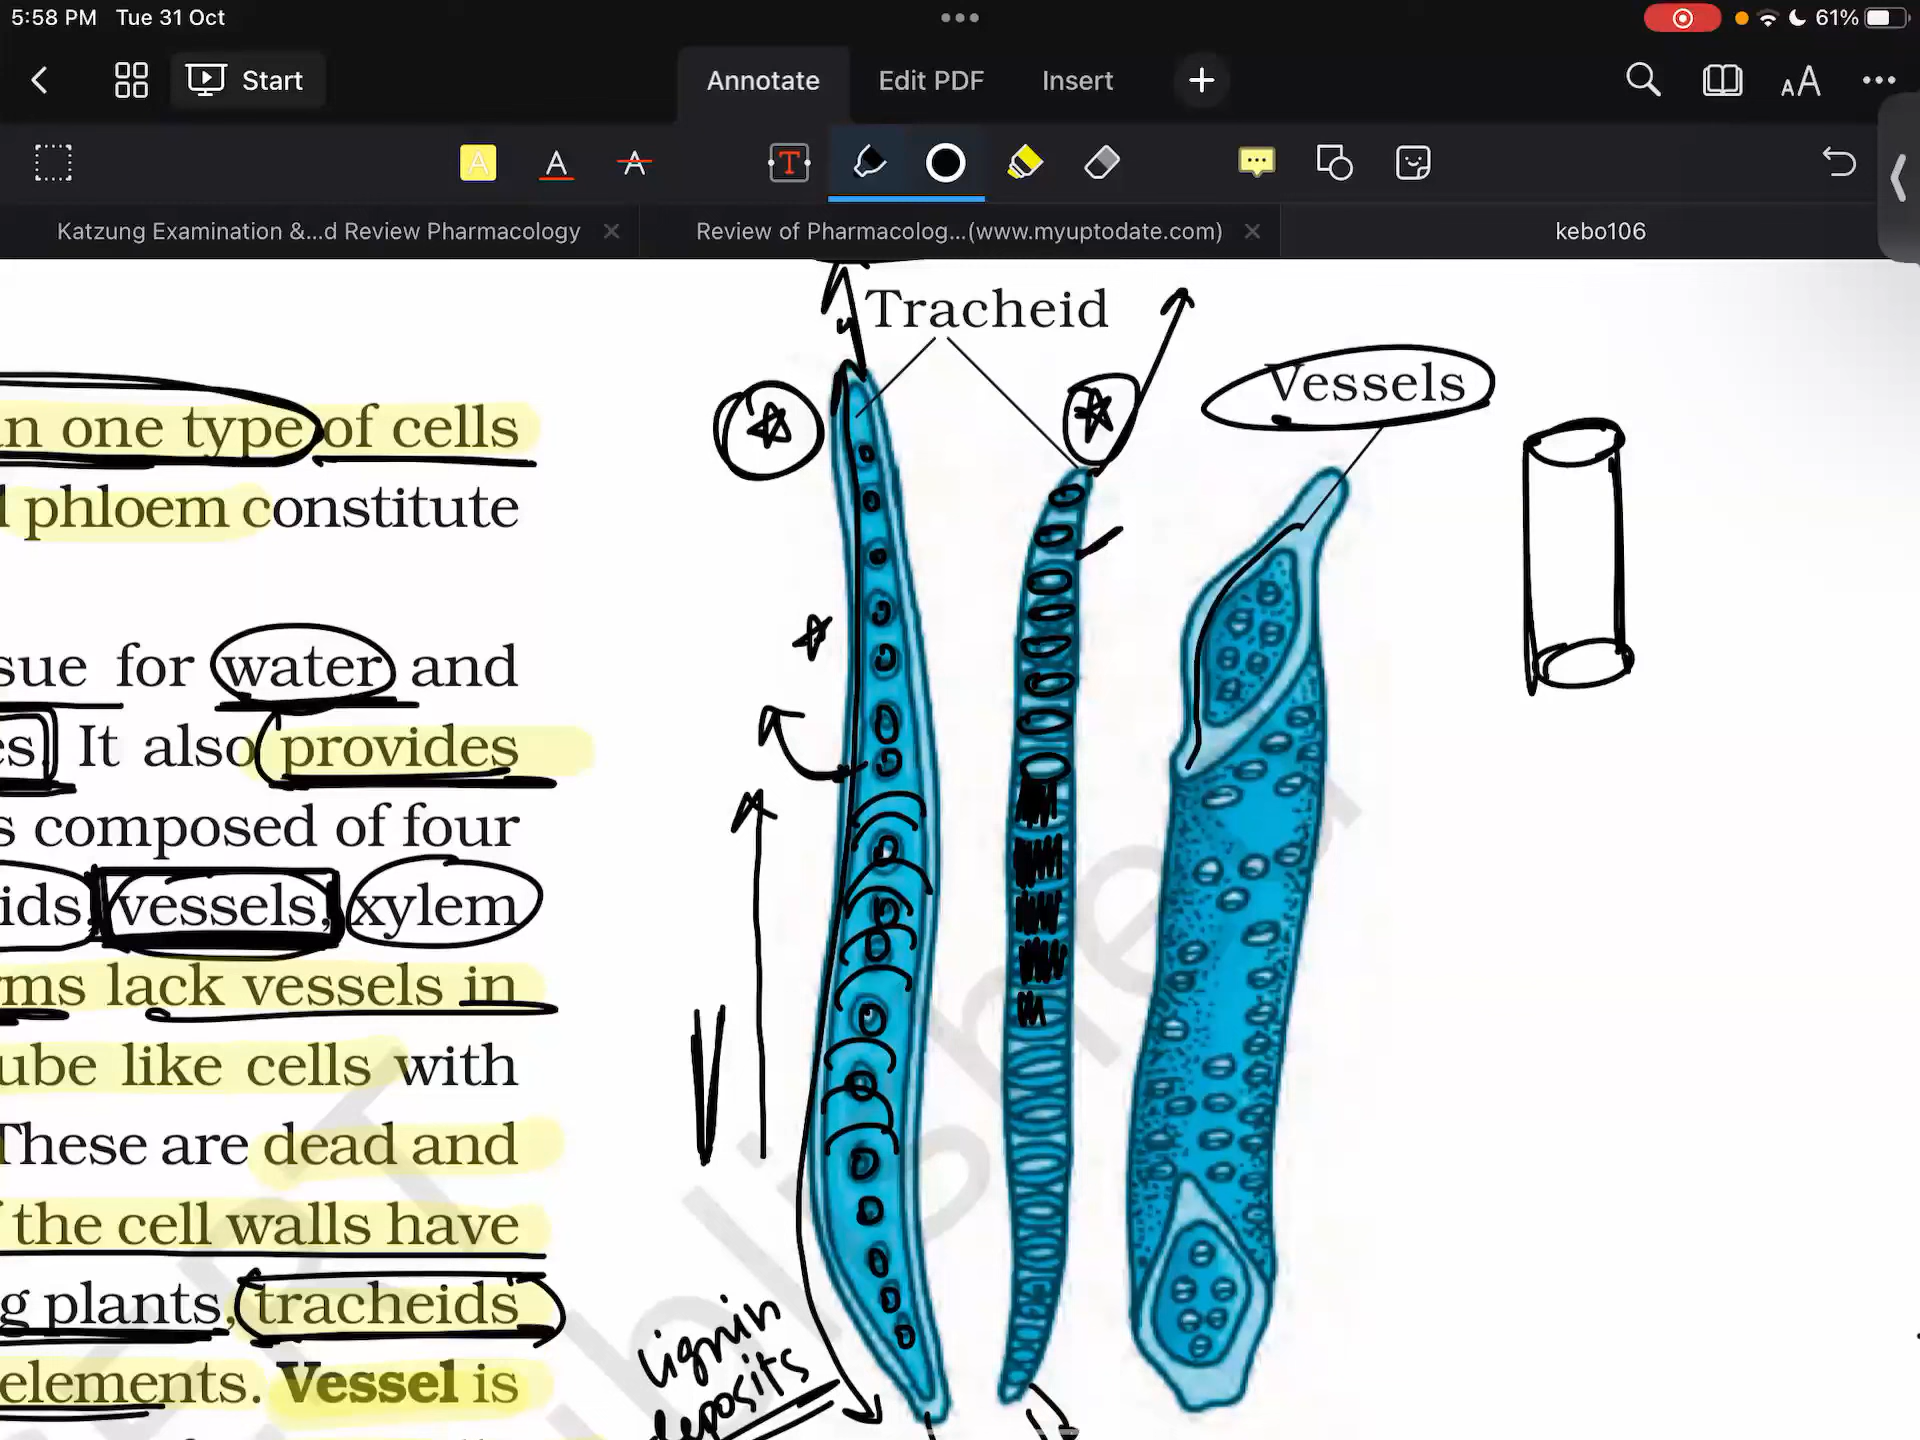 5:58 PM Tue 31 Oct
61%
Start
Annotate
Edit PDF
Insert
AA
A
A
A
T
Katzung Examination &...d Review Pharmacology
Review of Pharmacolog...(www.myuptodate.com)
kebo106
Tracheid
Vessels
an one type of cells
d phloem constitute
sue for water and
es. It also provides
s composed of four
ids, vessels, xylem
rms lack vessels in
ube like cells with
These are dead and
f the cell walls have
g plants, tracheids
elements. Vessel is
lignin
deposits